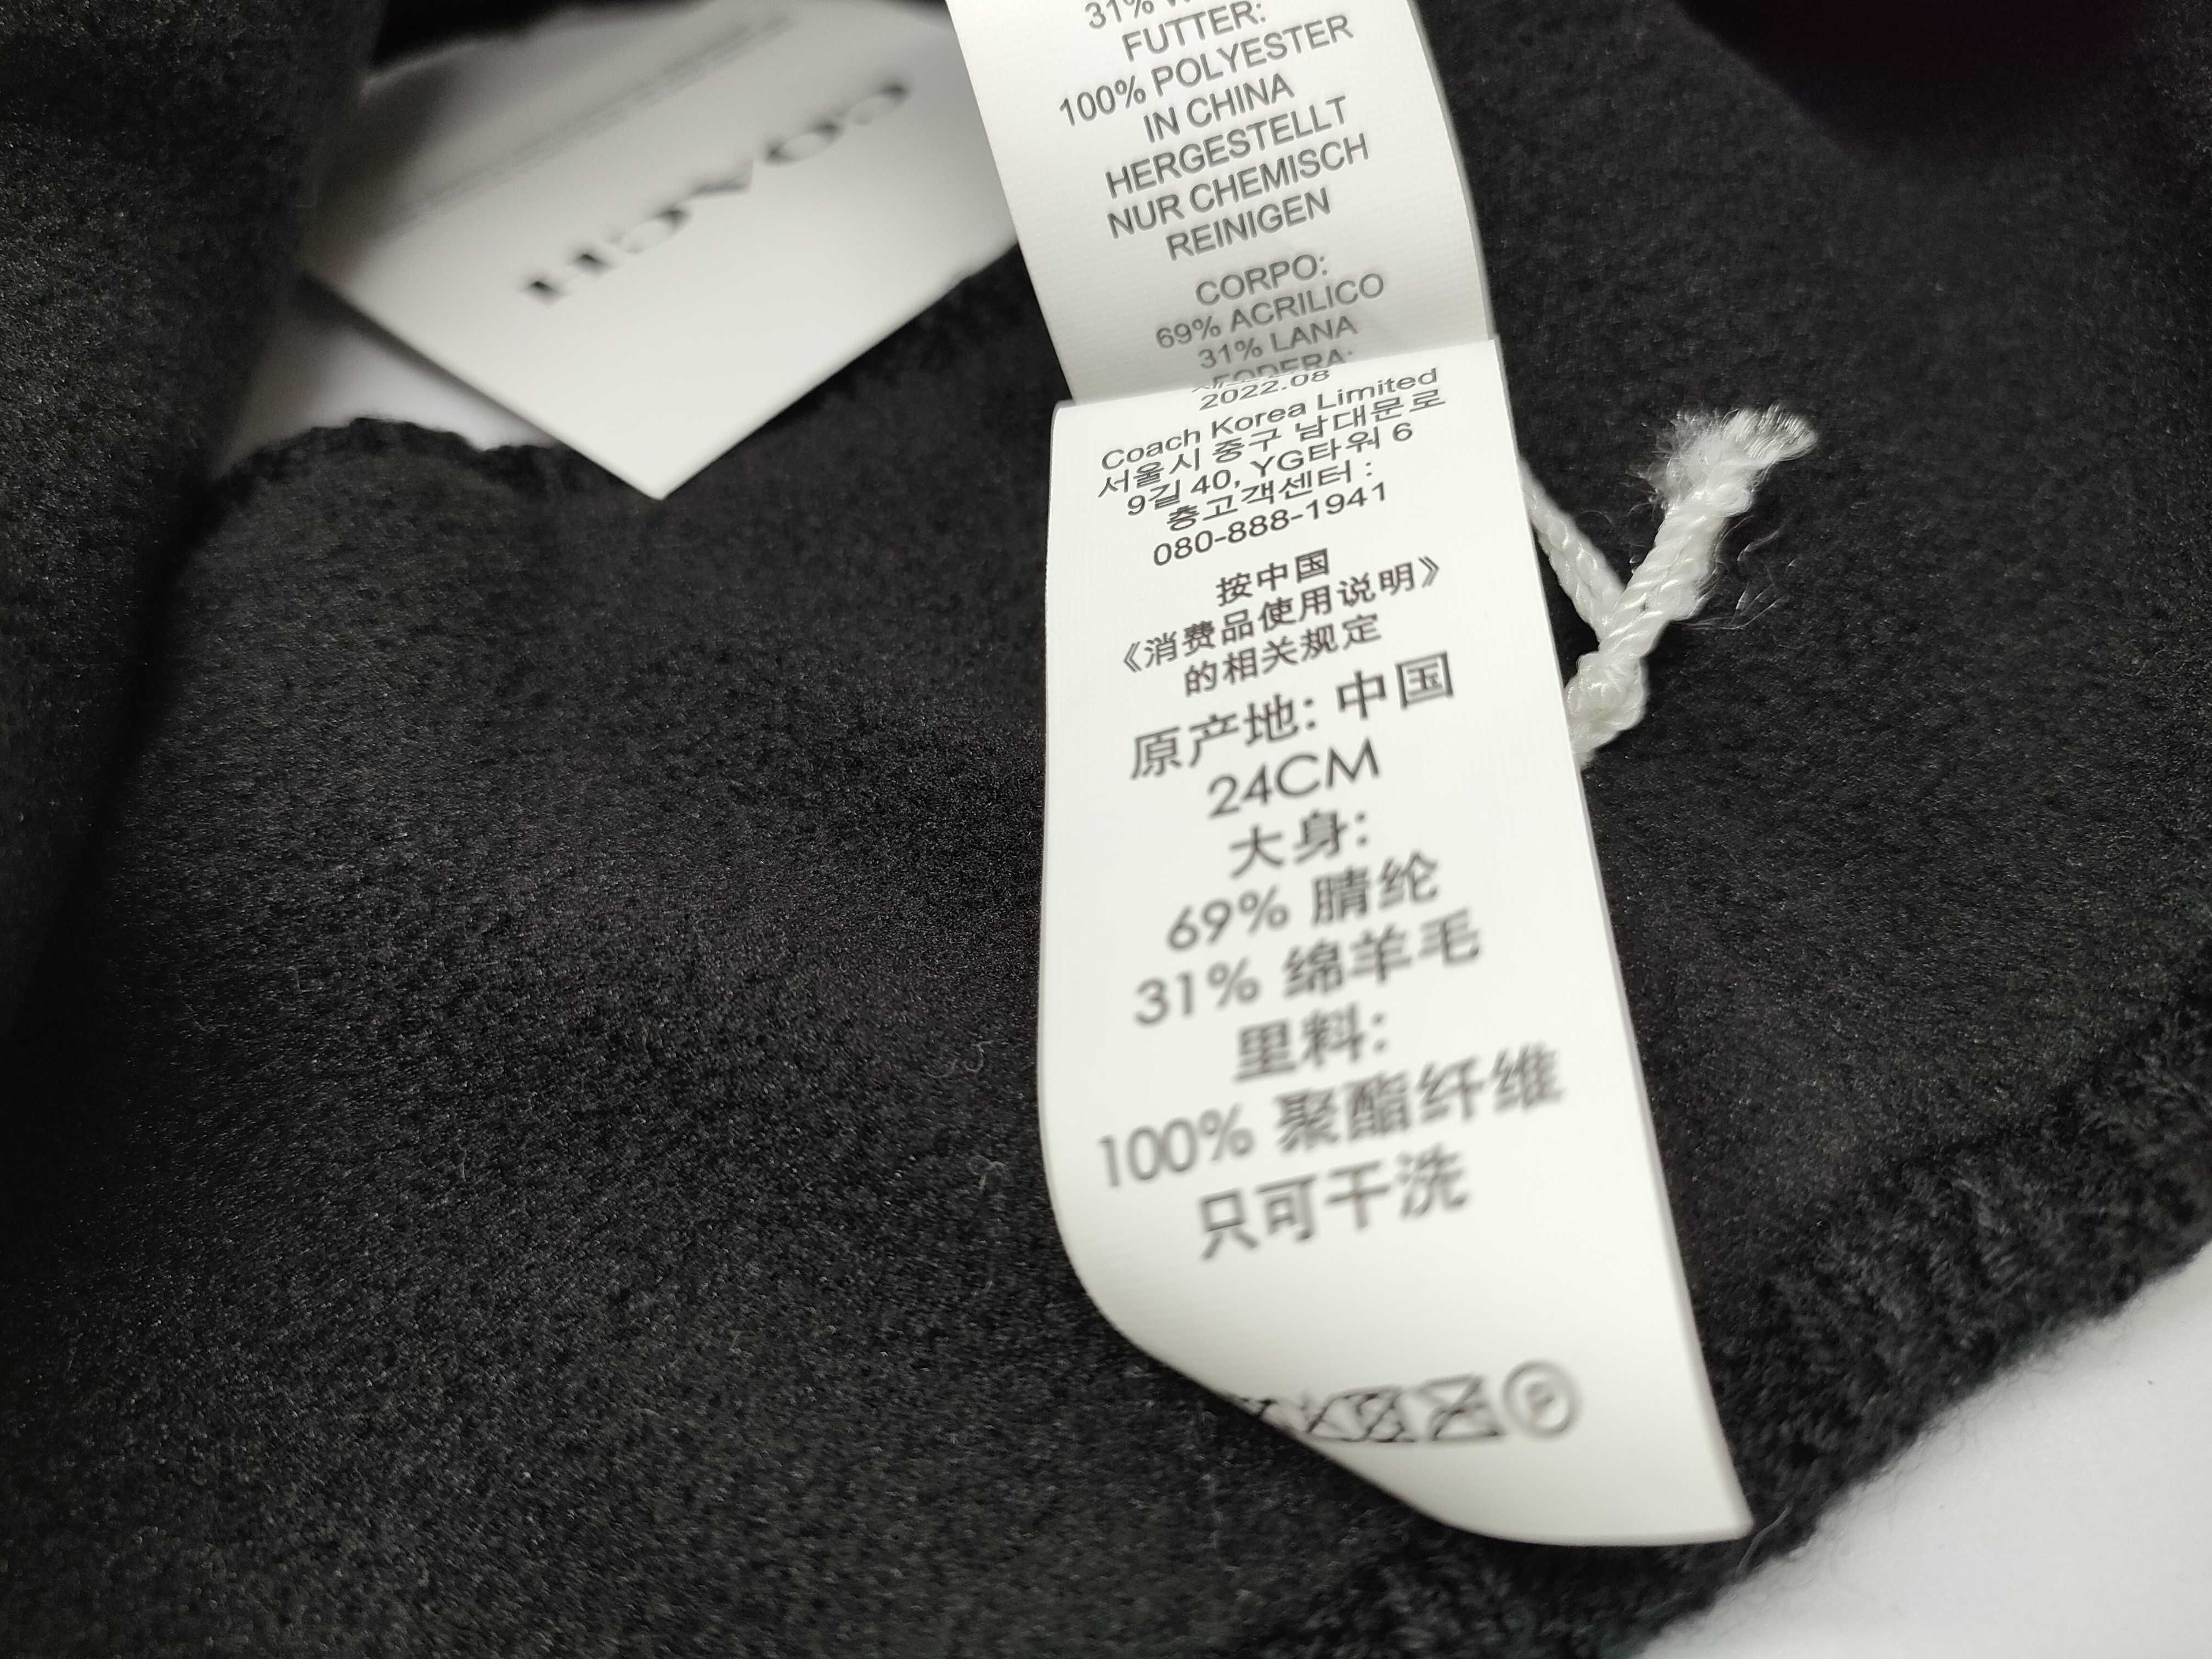 COACH
FUTTER:
100% POLYESTER
IN CHINA
HERGESTELLT
NUR CHEMISCH
REINIGEN
CORPO:
69% ACRILICO
31% LANA
FODERA:
2022.08
Coach Korea Limited
서울시 중구 남대문로
9길 40, YG타워 6
층고객센터 :
080-888-1941
按中国
《消费品使用说明》
的相关规定
原产地: 中国
24CM
大身:
69% 腈纶
31% 绵羊毛
里料:
100% 聚酯纤维
只可干洗
P